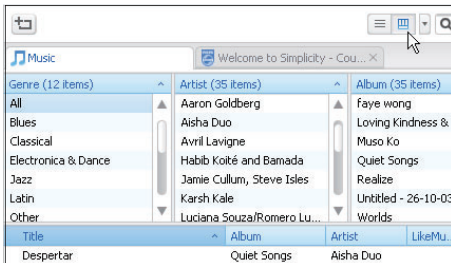 Music
Welcome to Simplicity - Cou...
Genre (12 items)
All
Blues
Classical
Electronica & Dance
Jazz
Latin
Other
Artist (35 items)
Aaron Goldberg
Aisha Duo
Avril Lavigne
Habib Koité and Bamada
Jamie Cullum, Steve Isles
Karsh Kale
Luciana Souza/Romero Lu...
Album (35 items)
faye wong
Loving Kindness &
Muso Ko
Quiet Songs
Realize
Untitled - 26-10-03
Worlds
Title Album Artist LikeMu...
Despertar Quiet Songs Aisha Duo